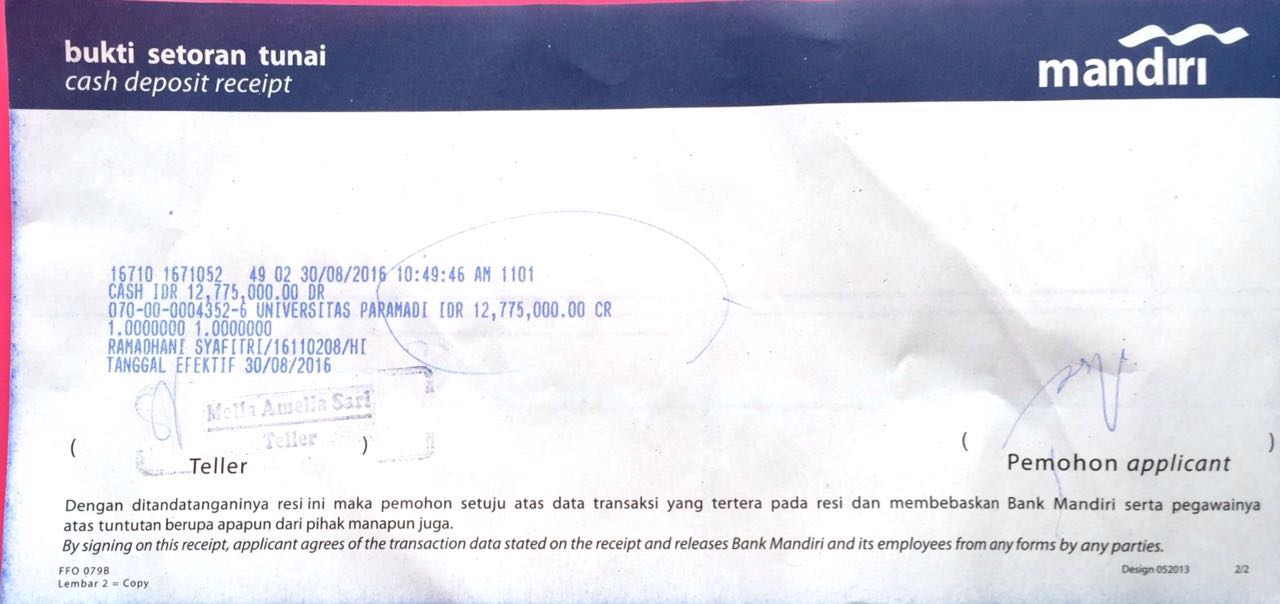 bukti setoran tunai
cash deposit receipt
mandiri
16710 1671052 49 02 30/08/2016 10:49:46 AM 1101
CASH IDR 12,775,000.00 DR
070-00-0004352-6 UNIVERSITAS PARAMADI IDR 12,775,000.00 CR
1.0000000 1.0000000
RAMADHANI SYAFITRI/16110208/HI
TANGGAL EFEKTIF 30/08/2016
Mella Amelia Sari
Teller
( ) ( )
Teller Pemohon applicant
Dengan ditandatanganinya resi ini maka pemohon setuju atas data transaksi yang tertera pada resi dan membebaskan Bank Mandiri serta pegawainya
atas tuntutan berupa apapun dari pihak manapun juga.
By signing on this receipt, applicant agrees of the transaction data stated on the receipt and releases Bank Mandiri and its employees from any forms by any parties.
FFO 079B Design 052013 2/2
Lembar 2 = Copy